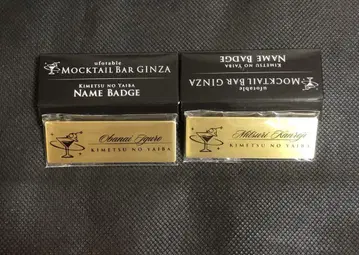 ufotable
MOCKTAIL BAR GINZA
KIMETSU NO YAIBA
NAME BADGE
ufotable
MOCKTAIL BAR GINZA
KIMETSU NO YAIBA
NAME BADGE
Obanai Iguro
KIMETSU NO YAIBA
Mitsuri Kanroji
KIMETSU NO YAIBA